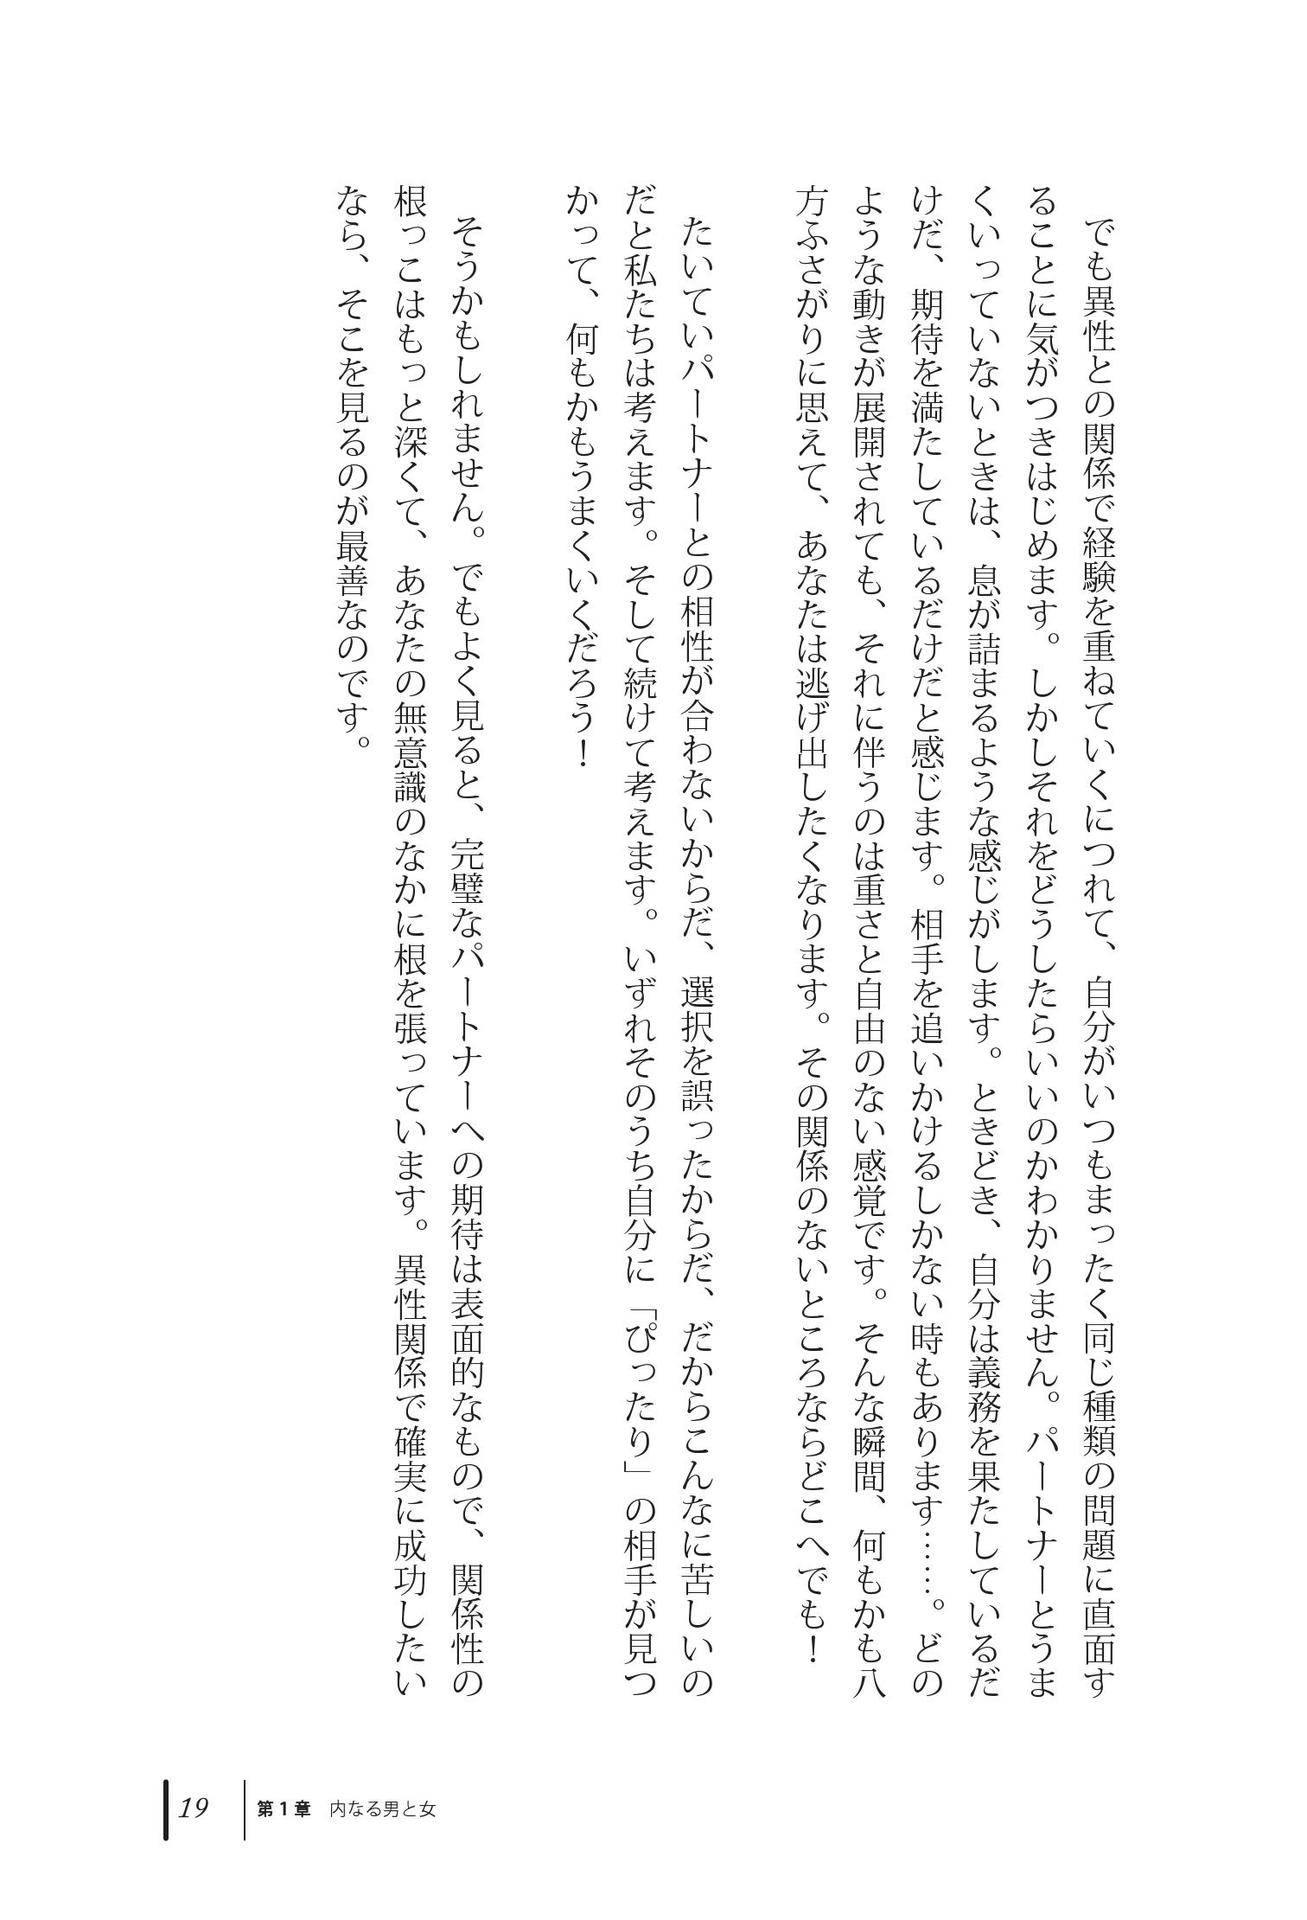 でも異性との関係で経験を重ねていくにつれて、自分がいつもまったく同じ種類の問題に直面す
ることに気がつきはじめます。しかしそれをどうしたらいいのかわかりません。パートナーとうま
くいっていないときは、息が詰まるような感じがします。ときどき、自分は義務を果たしているだ
けだ、期待を満たしているだけだと感じます。相手を追いかけるしかない時もあります……。どの
ような動きが展開されても、それに伴うのは重さと自由のない感覚です。そんな瞬間、何もかも八
方ふさがりに思えて、あなたは逃げ出したくなります。その関係のないところならどこへでも！
たいていパートナーとの相性が合わないからだ、選択を誤ったからだ、だからこんなに苦しいの
だと私たちは考えます。そして続けて考えます。いずれそのうち自分に「ぴったり」の相手が見つ
かって、何もかもうまくいくだろう！
そうかもしれません。でもよく見ると、完璧なパートナーへの期待は表面的なもので、関係性の
根っこはもっと深くて、あなたの無意識のなかに根を張っています。異性関係で確実に成功したい
なら、そこを見るのが最善なのです。
19 第1章 内なる男と女